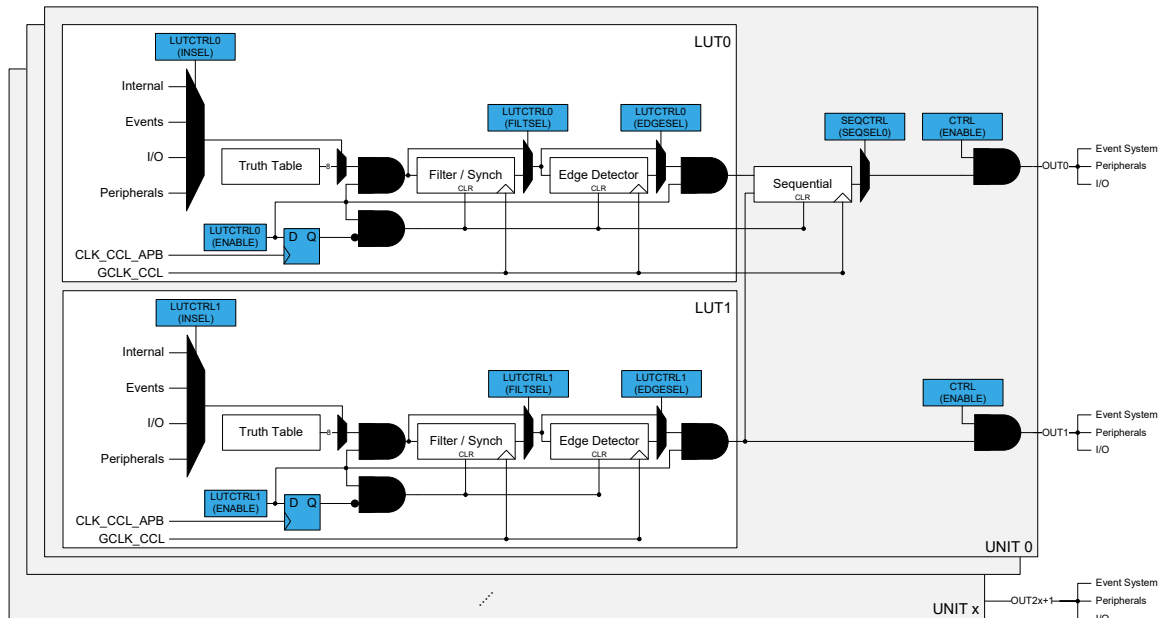 LUT0
LUTCTRL0
(INSEL)
Internal
Events
I/O
Peripherals
Truth Table
8
LUTCTRL0
(FILTSEL)
LUTCTRL0
(EDGESEL)
Filter / Synch
CLR
Edge Detector
CLR
LUTCTRL0
(ENABLE)
D Q
CLK_CCL_APB
GCLK_CCL
SEQCTRL
(SEQSEL0)
Sequential
CLR
CTRL
(ENABLE)
OUT0
Event System
Peripherals
I/O
LUT1
LUTCTRL1
(INSEL)
Internal
Events
I/O
Peripherals
Truth Table
8
LUTCTRL1
(FILTSEL)
LUTCTRL1
(EDGESEL)
Filter / Synch
CLR
Edge Detector
CLR
LUTCTRL1
(ENABLE)
D Q
CLK_CCL_APB
GCLK_CCL
CTRL
(ENABLE)
OUT1
Event System
Peripherals
I/O
UNIT 0
UNIT x
OUT2x+1
Event System
Peripherals
I/O